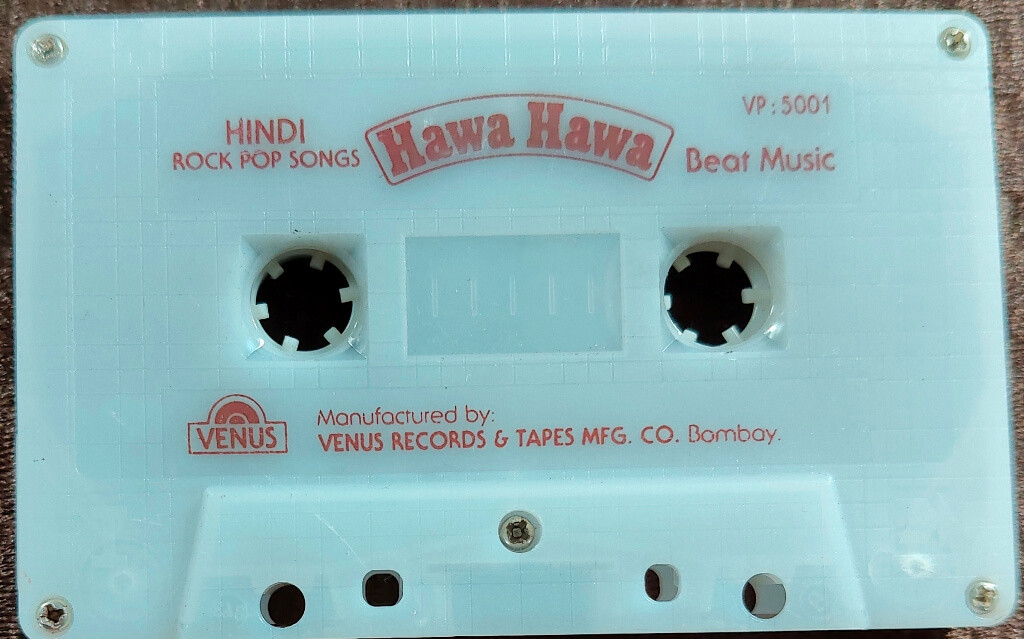 VP : 5001
HINDI
ROCK POP SONGS
Hawa Hawa
Beat Music
VENUS
Manufactured by:
VENUS RECORDS & TAPES MFG. CO. Bombay.